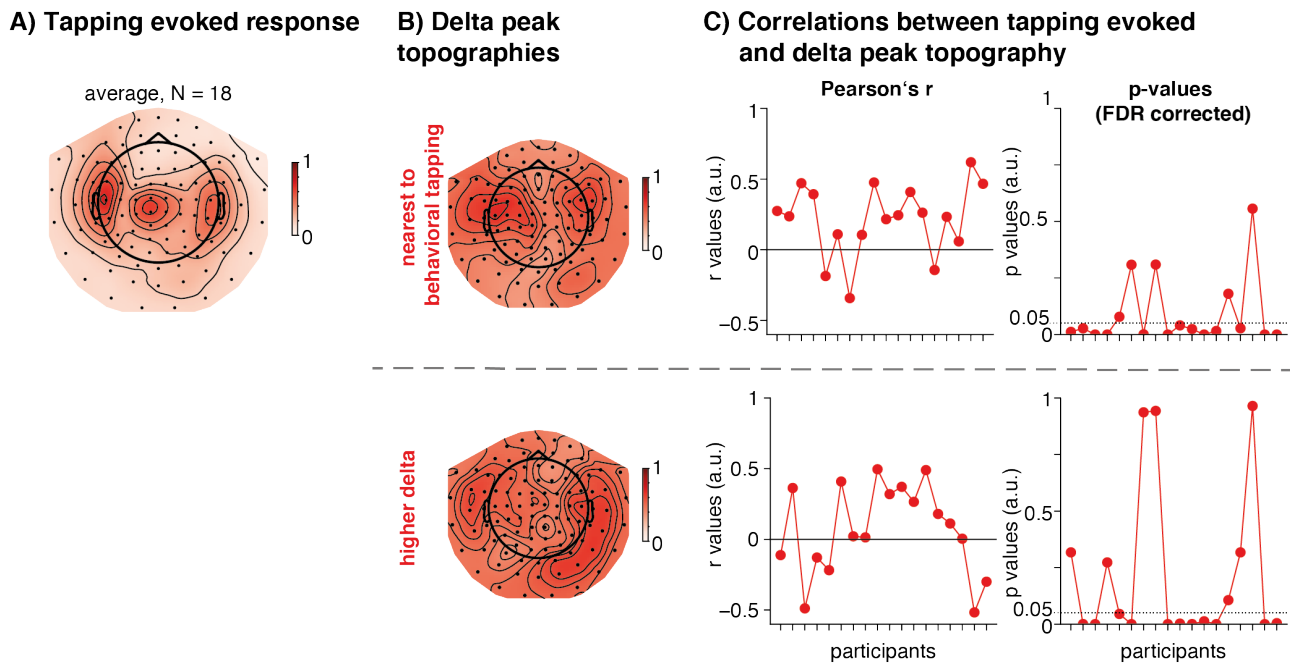 A) Tapping evoked response
average, N = 18
1
0
B) Delta peak
topographies
nearest to
behavioral tapping
1
0
higher delta
1
0
C) Correlations between tapping evoked
and delta peak topography
Pearson‘s r
r values (a.u.)
1
0.5
0
−0.5
p-values
(FDR corrected)
p values (a.u.)
1
0.5
0.05
0
r values (a.u.)
1
0.5
0
−0.5
participants
p values (a.u.)
1
0.5
0.05
0
participants